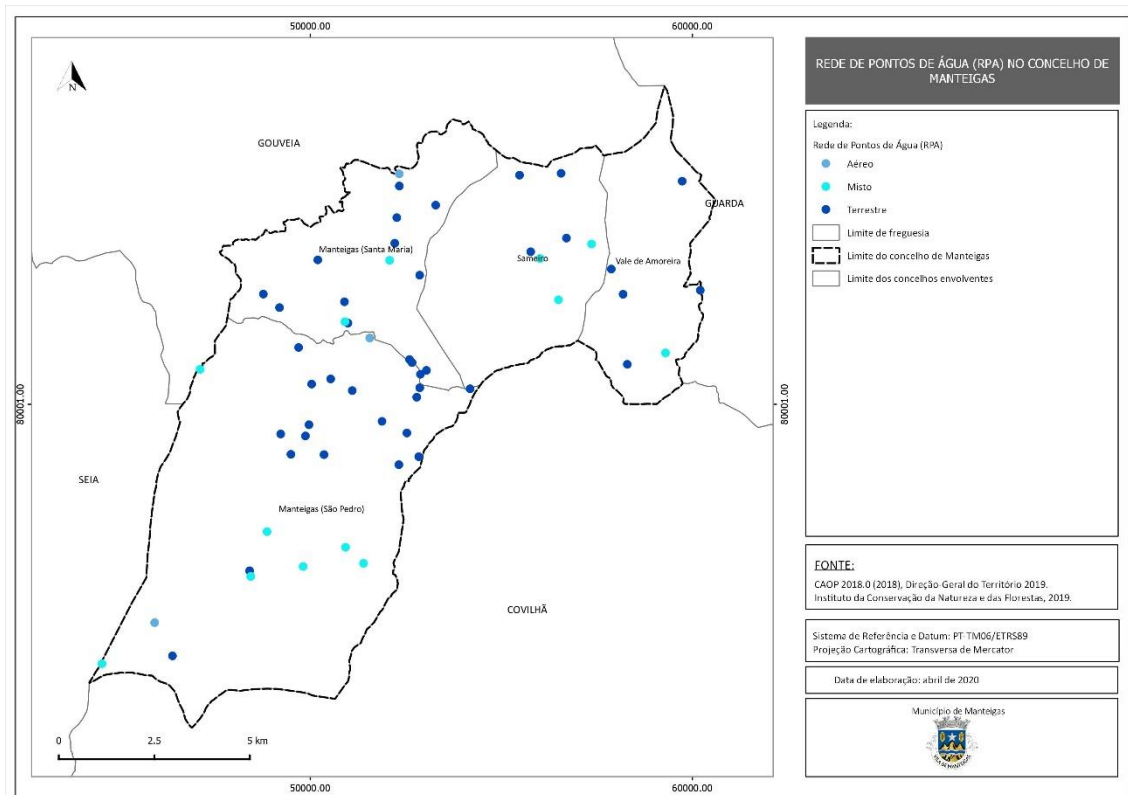 50000.00
60000.00
N
GOUVEIA
GUARDA
Manteigas (Santa Maria)
Sameiro
Vale de Amoreira
80001.00
80001.00
SEIA
Manteigas (São Pedro)
COVILHÃ
0 2.5 5 km
50000.00
60000.00
REDE DE PONTOS DE ÁGUA (RPA) NO CONCELHO DE
MANTEIGAS
Legenda:
Rede de Pontos de Água (RPA)
Aéreo
Misto
Terrestre
Limite de freguesia
Limite do concelho de Manteigas
Limite dos concelhos envolventes
FONTE:
CAOP 2018.0 (2018), Direção-Geral do Território 2019.
Instituto da Conservação da Natureza e das Florestas, 2019.
Sistema de Referência e Datum: PT-TM06/ETRS89
Projeção Cartográfica: Transversa de Mercator
Data de elaboração: abril de 2020
Município de Manteigas
VILA DE MANTEIGAS